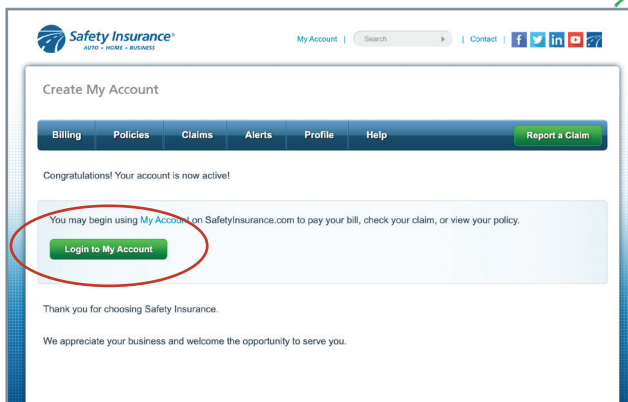 Safety Insurance®
AUTO • HOME • BUSINESS
My Account | Search | Contact |
Create My Account
Billing Policies Claims Alerts Profile Help Report a Claim
Congratulations! Your account is now active!
You may begin using My Account on SafetyInsurance.com to pay your bill, check your claim, or view your policy.
Login to My Account
Thank you for choosing Safety Insurance.
We appreciate your business and welcome the opportunity to serve you.